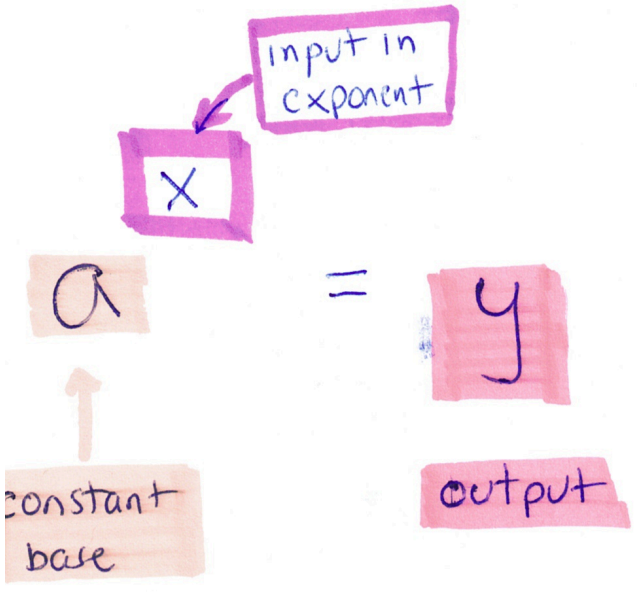 input in
exponent
x
a = y
constant
base
output